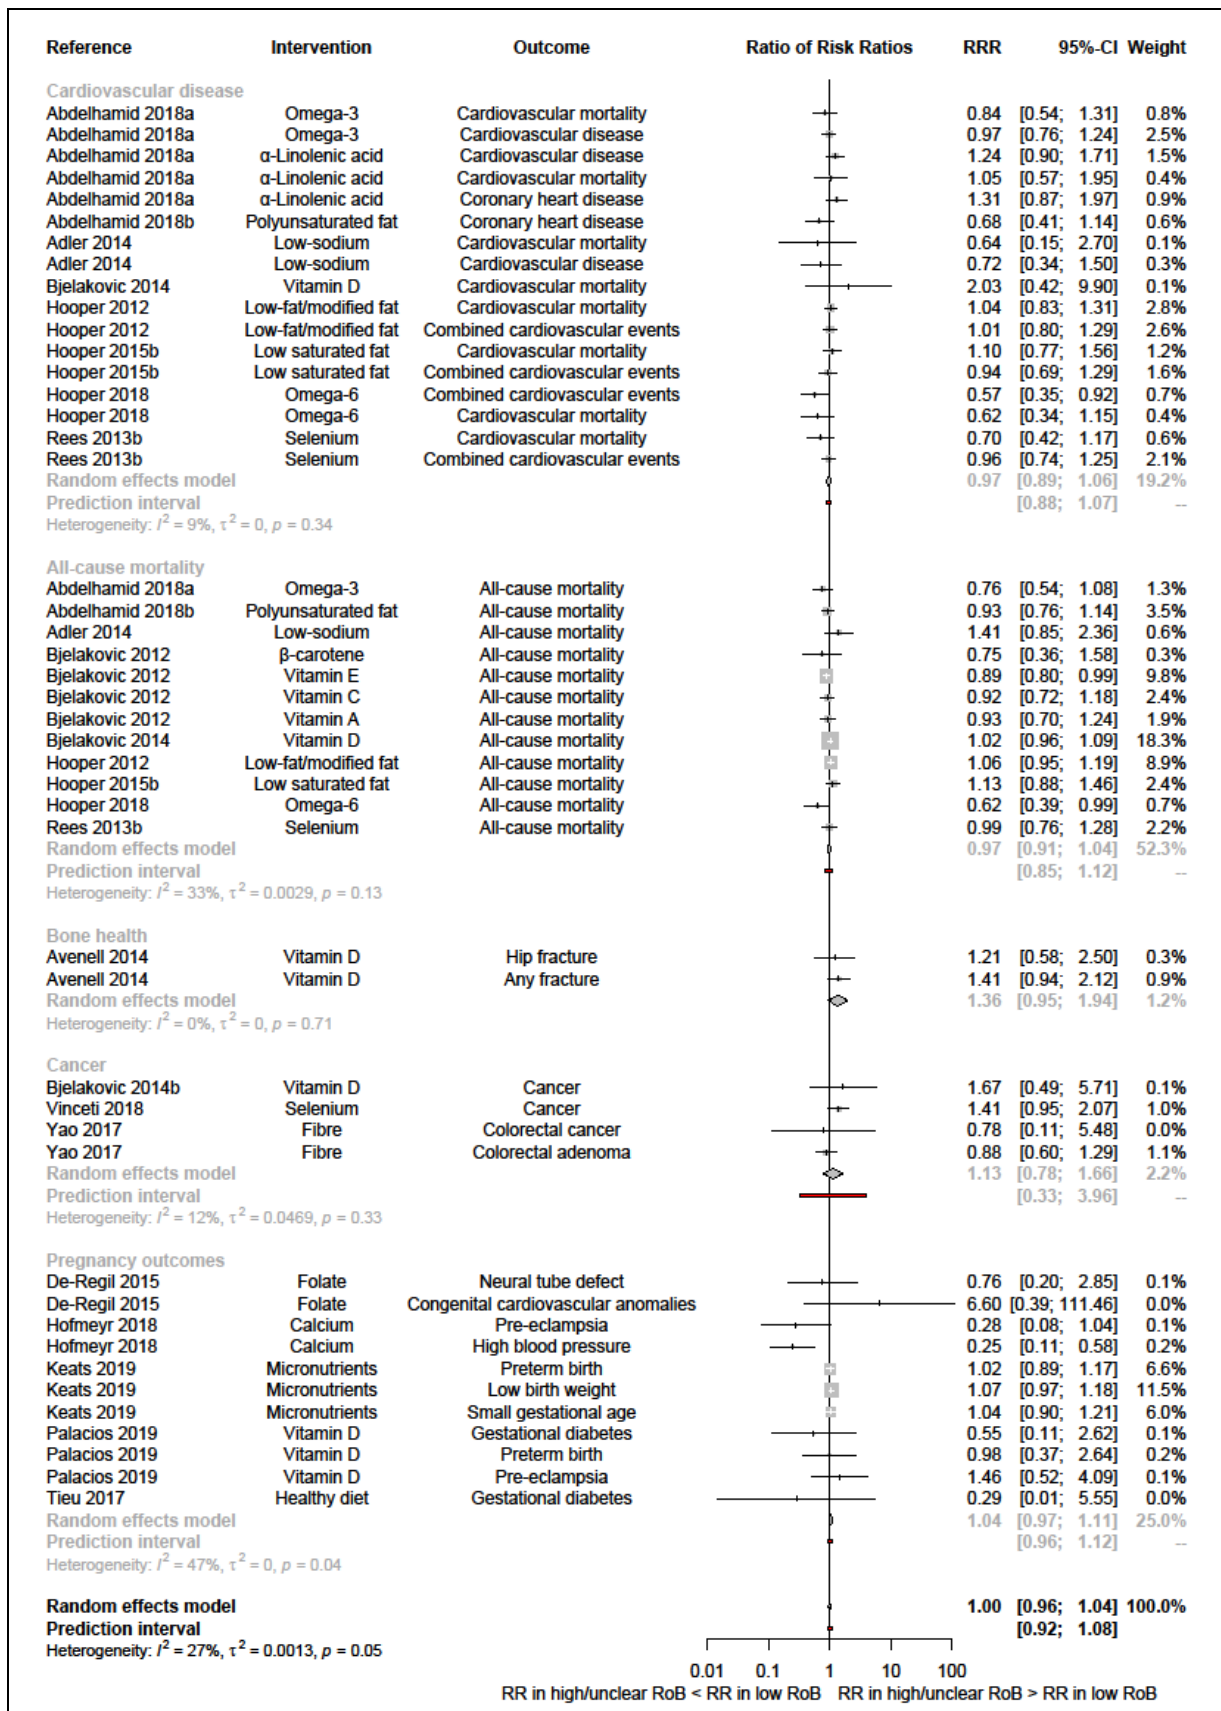 Reference Intervention Outcome Ratio of Risk Ratios RRR 95%-CI Weight
Cardiovascular disease
Abdelhamid 2018a Omega-3 Cardiovascular mortality 0.84 [0.54; 1.31] 0.8%
Abdelhamid 2018a Omega-3 Cardiovascular disease 0.97 [0.76; 1.24] 2.5%
Abdelhamid 2018a α-Linolenic acid Cardiovascular disease 1.24 [0.90; 1.71] 1.5%
Abdelhamid 2018a α-Linolenic acid Cardiovascular mortality 1.05 [0.57; 1.95] 0.4%
Abdelhamid 2018a α-Linolenic acid Coronary heart disease 1.31 [0.87; 1.97] 0.9%
Abdelhamid 2018b Polyunsaturated fat Coronary heart disease 0.68 [0.41; 1.14] 0.6%
Adler 2014 Low-sodium Cardiovascular mortality 0.64 [0.15; 2.70] 0.1%
Adler 2014 Low-sodium Cardiovascular disease 0.72 [0.34; 1.50] 0.3%
Bjelakovic 2014 Vitamin D Cardiovascular mortality 2.03 [0.42; 9.90] 0.1%
Hooper 2012 Low-fat/modified fat Cardiovascular mortality 1.04 [0.83; 1.31] 2.8%
Hooper 2012 Low-fat/modified fat Combined cardiovascular events 1.01 [0.80; 1.29] 2.6%
Hooper 2015b Low saturated fat Cardiovascular mortality 1.10 [0.77; 1.56] 1.2%
Hooper 2015b Low saturated fat Combined cardiovascular events 0.94 [0.69; 1.29] 1.6%
Hooper 2018 Omega-6 Combined cardiovascular events 0.57 [0.35; 0.92] 0.7%
Hooper 2018 Omega-6 Cardiovascular mortality 0.62 [0.34; 1.15] 0.4%
Rees 2013b Selenium Cardiovascular mortality 0.70 [0.42; 1.17] 0.6%
Rees 2013b Selenium Combined cardiovascular events 0.96 [0.74; 1.25] 2.1%
Random effects model 0.97 [0.89; 1.06] 19.2%
Prediction interval [0.88; 1.07] --
Heterogeneity: I² = 9%, τ² = 0, p = 0.34
All-cause mortality
Abdelhamid 2018a Omega-3 All-cause mortality 0.76 [0.54; 1.08] 1.3%
Abdelhamid 2018b Polyunsaturated fat All-cause mortality 0.93 [0.76; 1.14] 3.5%
Adler 2014 Low-sodium All-cause mortality 1.41 [0.85; 2.36] 0.6%
Bjelakovic 2012 β-carotene All-cause mortality 0.75 [0.36; 1.58] 0.3%
Bjelakovic 2012 Vitamin E All-cause mortality 0.89 [0.80; 0.99] 9.8%
Bjelakovic 2012 Vitamin C All-cause mortality 0.92 [0.72; 1.18] 2.4%
Bjelakovic 2012 Vitamin A All-cause mortality 0.93 [0.70; 1.24] 1.9%
Bjelakovic 2014 Vitamin D All-cause mortality 1.02 [0.96; 1.09] 18.3%
Hooper 2012 Low-fat/modified fat All-cause mortality 1.06 [0.95; 1.19] 8.9%
Hooper 2015b Low saturated fat All-cause mortality 1.13 [0.88; 1.46] 2.4%
Hooper 2018 Omega-6 All-cause mortality 0.62 [0.39; 0.99] 0.7%
Rees 2013b Selenium All-cause mortality 0.99 [0.76; 1.28] 2.2%
Random effects model 0.97 [0.91; 1.04] 52.3%
Prediction interval [0.85; 1.12] --
Heterogeneity: I² = 33%, τ² = 0.0029, p = 0.13
Bone health
Avenell 2014 Vitamin D Hip fracture 1.21 [0.58; 2.50] 0.3%
Avenell 2014 Vitamin D Any fracture 1.41 [0.94; 2.12] 0.9%
Random effects model 1.36 [0.95; 1.94] 1.2%
Heterogeneity: I² = 0%, τ² = 0, p = 0.71
Cancer
Bjelakovic 2014b Vitamin D Cancer 1.67 [0.49; 5.71] 0.1%
Vinceti 2018 Selenium Cancer 1.41 [0.95; 2.07] 1.0%
Yao 2017 Fibre Colorectal cancer 0.78 [0.11; 5.48] 0.0%
Yao 2017 Fibre Colorectal adenoma 0.88 [0.60; 1.29] 1.1%
Random effects model 1.13 [0.78; 1.66] 2.2%
Prediction interval [0.33; 3.96] --
Heterogeneity: I² = 12%, τ² = 0.0469, p = 0.33
Pregnancy outcomes
De-Regil 2015 Folate Neural tube defect 0.76 [0.20; 2.85] 0.1%
De-Regil 2015 Folate Congenital cardiovascular anomalies 6.60 [0.39; 111.46] 0.0%
Hofmeyr 2018 Calcium Pre-eclampsia 0.28 [0.08; 1.04] 0.1%
Hofmeyr 2018 Calcium High blood pressure 0.25 [0.11; 0.58] 0.2%
Keats 2019 Micronutrients Preterm birth 1.02 [0.89; 1.17] 6.6%
Keats 2019 Micronutrients Low birth weight 1.07 [0.97; 1.18] 11.5%
Keats 2019 Micronutrients Small gestational age 1.04 [0.90; 1.21] 6.0%
Palacios 2019 Vitamin D Gestational diabetes 0.55 [0.11; 2.62] 0.1%
Palacios 2019 Vitamin D Preterm birth 0.98 [0.37; 2.64] 0.2%
Palacios 2019 Vitamin D Pre-eclampsia 1.46 [0.52; 4.09] 0.1%
Tieu 2017 Healthy diet Gestational diabetes 0.29 [0.01; 5.55] 0.0%
Random effects model 1.04 [0.97; 1.11] 25.0%
Prediction interval [0.96; 1.12] --
Heterogeneity: I² = 47%, τ² = 0, p = 0.04
Random effects model 1.00 [0.96; 1.04] 100.0%
Prediction interval [0.92; 1.08]
Heterogeneity: I² = 27%, τ² = 0.0013, p = 0.05
0.01 0.1 1 10 100
RR in high/unclear RoB < RR in low RoB RR in high/unclear RoB > RR in low RoB